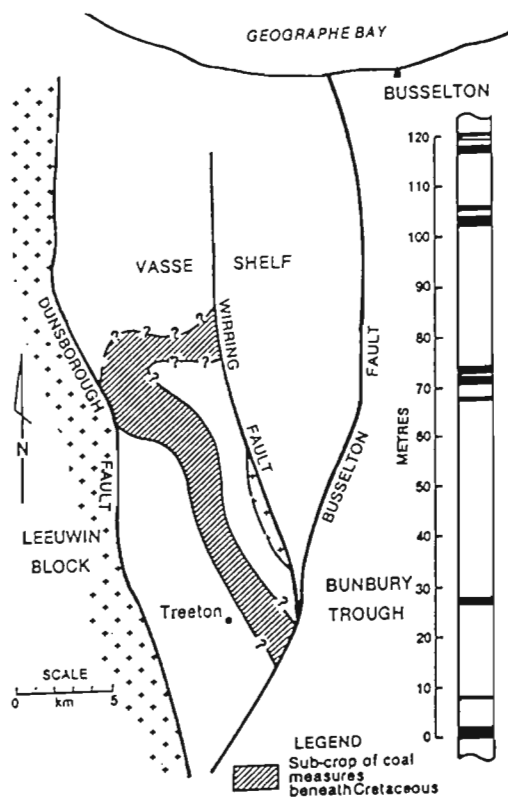 GEOGRAPHE BAY
BUSSELTON
120
110
100
90
80
70
60
50
40
30
20
10
0
METRES
VASSE SHELF
DUNSBOROUGH
FAULT
WIRRING
FAULT
FAULT
BUSSELTON
? ? ? ?
? ? ?
?
?
N
LEEUWIN
BLOCK
Treeton
BUNBURY
TROUGH
SCALE
0 km 5
LEGEND
Sub-crop of coal
measures
beneath Cretaceous